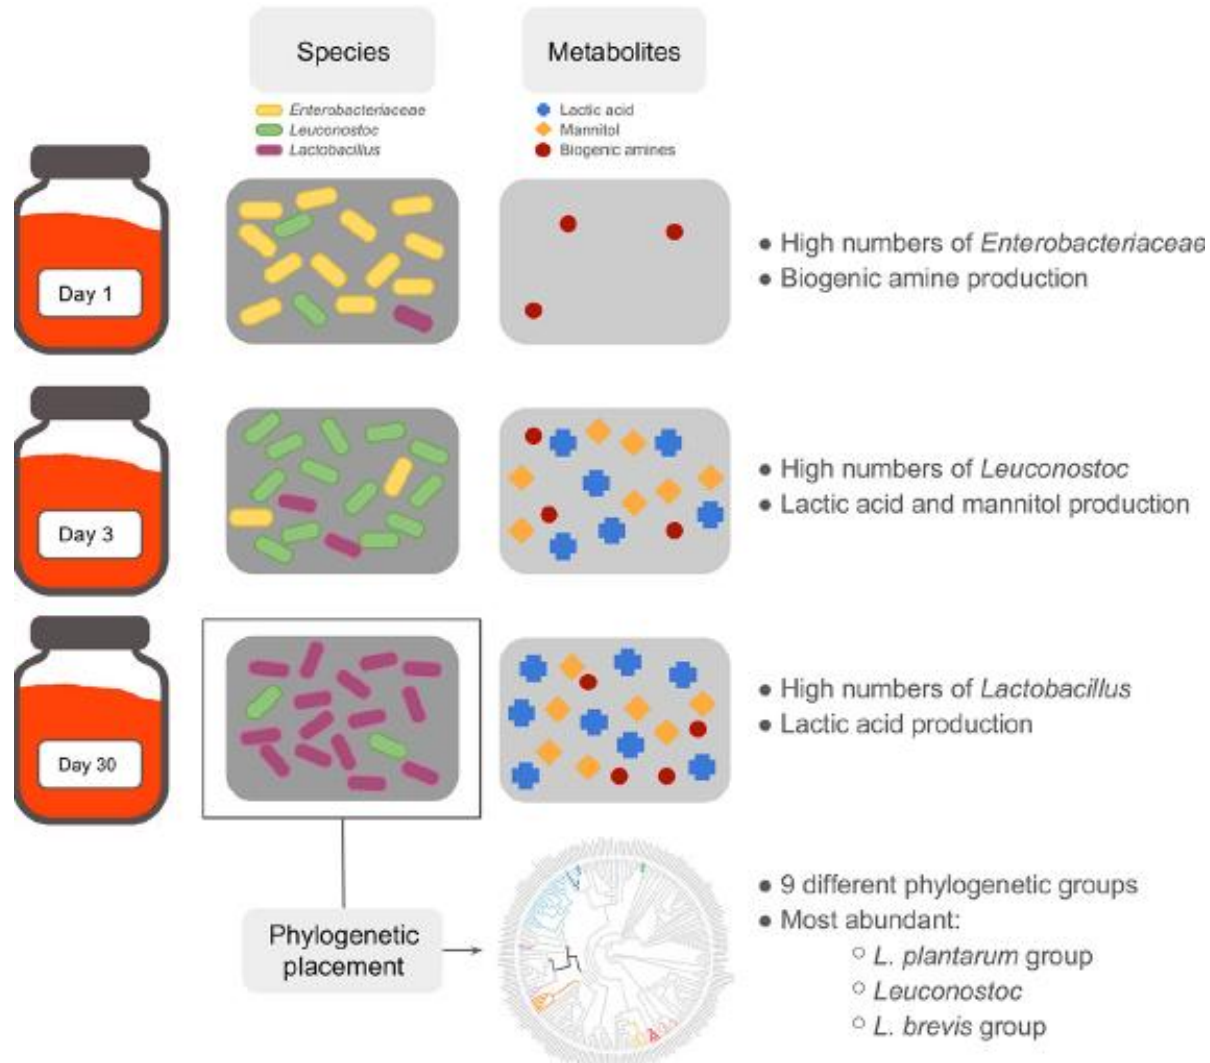 Species
Metabolites
Enterobacteriaceae
Leuconostoc
Lactobacillus
Lactic acid
Mannitol
Biogenic amines
Day 1
● High numbers of Enterobacteriaceae
● Biogenic amine production
Day 3
● High numbers of Leuconostoc
● Lactic acid and mannitol production
Day 30
● High numbers of Lactobacillus
● Lactic acid production
Phylogenetic
placement
● 9 different phylogenetic groups
● Most abundant:
○ L. plantarum group
○ Leuconostoc
○ L. brevis group